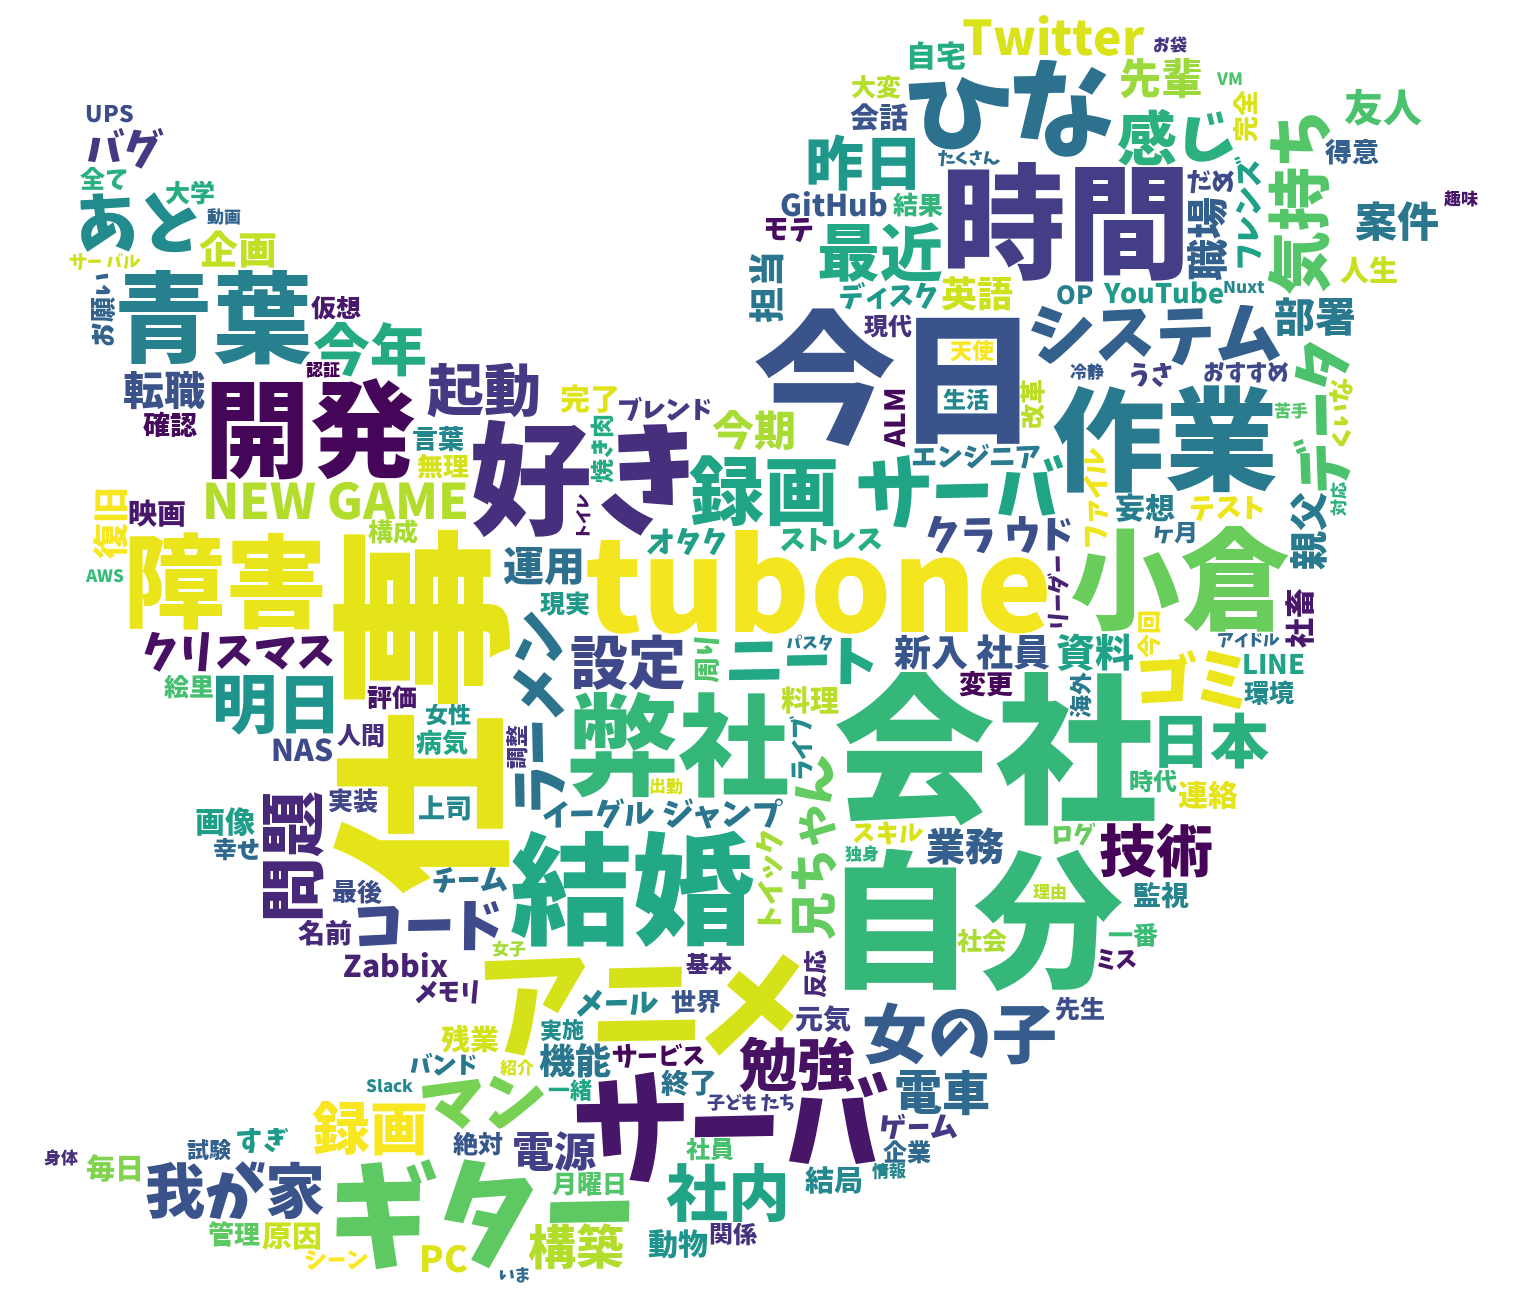 Twitter
お袋
自宅
先輩
VM
大変
ひな
完全
友人
UPS
会話
感じ
バグ
昨日
たくさん
気持ち
得意
全て
大学
時間
だめ
フレンズ
趣味
あと
動画
GitHub
結果
職場
案件
企画
モテ
最近
サーバル
担当
人生
青葉
お願い
仮想
ディスク
英語
OP
YouTube
Nuxt
今年
現代
システム
部署
認証
今日
天使
転職
起動
冷静
うさ
おすすめ
データ
くいな
開発
完了
ブレンド
生活
改革
作業
苦手
確認
言葉
好き
焼き肉
今期
ALM
無理
録画
サーバ
エンジニア
ファイル
対応
復旧
映画
NEW GAME
トイレ
妄想
テスト
親父
構成
オタク
ストレス
クラウド
ヶ月
障害
仕事
運用
tubone
小倉
AWS
現実
リーダー
社畜
クリスマス
ラーメン
設定
周り
ニート
パスタ
新入社員
資料
今回
アイドル
絵里
明日
評価
料理
変更
海外
ゴミ
LINE
環境
女性
弊社
会社
NAS
人間
病気
調整
ライブ
日本
時代
問題
実装
上司
出勤
兄ちゃん
連絡
画像
イーグルジャンプ
幸せ
結婚
トイック
スキル
業務
ログ
技術
独身
自分
最後
チーム
理由
監視
名前
コード
社会
一番
女子
Zabbix
アニメ
基本
反応
ミス
メモリ
メール
世界
元気
女の子
先生
残業
実施
バンド
紹介
機能
サービス
勉強
Slack
マン
一緒
サーバ
終了
子どもたち
電車
録画
ゲーム
試験
すぎ
絶対
電源
社員
企業
身体
毎日
我が家
ギター
月曜日
社内
結局
情報
管理
原因
シーン
PC
構築
動物
関係
いま